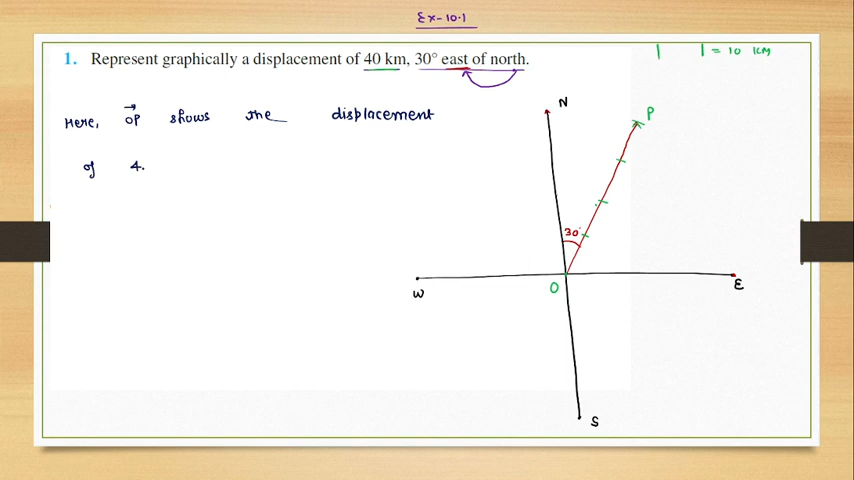 Ex-10.1
1. Represent graphically a displacement of 40 km, 30° east of north.
= 10 KM
Here, OP shows the displacement
of 4.
N
P
30°
O
W
E
S